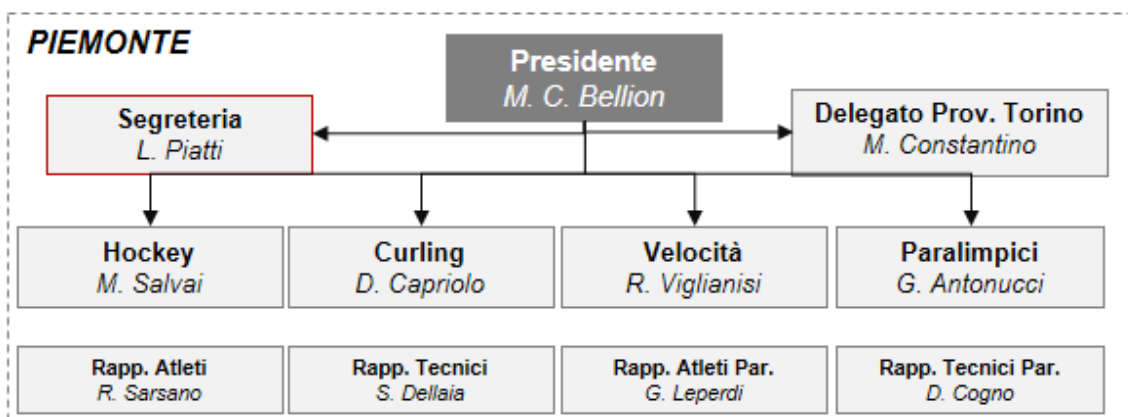 PIEMONTE
Presidente
M. C. Bellion
Segreteria
L. Piatti
Delegato Prov. Torino
M. Constantino
Hockey
M. Salvai
Curling
D. Capriolo
Velocità
R. Viglianisi
Paralimpici
G. Antonucci
Rapp. Atleti
R. Sarsano
Rapp. Tecnici
S. Dellaia
Rapp. Atleti Par.
G. Leperdi
Rapp. Tecnici Par.
D. Cogno